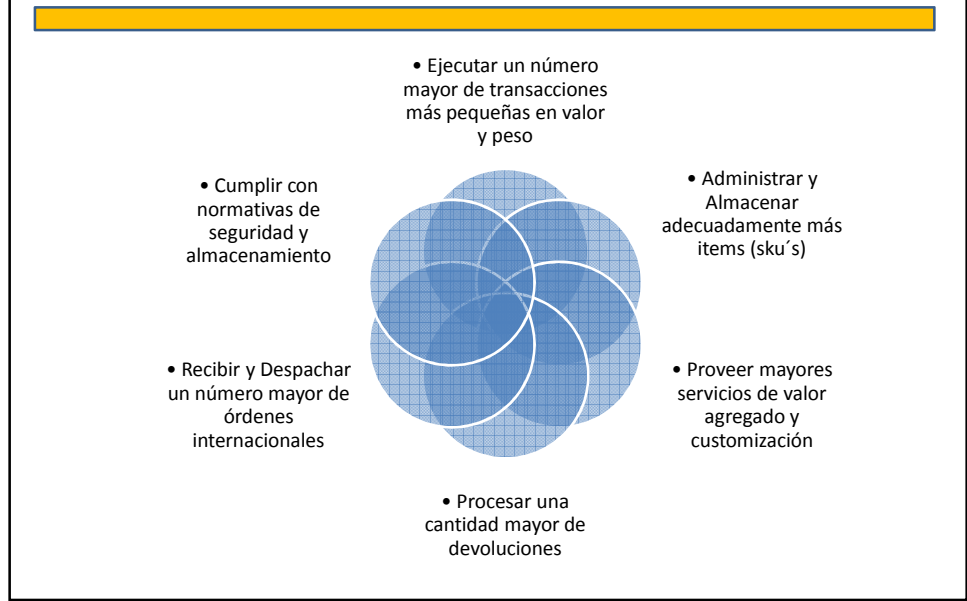 • Ejecutar un número
mayor de transacciones
más pequeñas en valor
y peso
• Administrar y
Almacenar
adecuadamente más
items (sku´s)
• Proveer mayores
servicios de valor
agregado y
customización
• Procesar una
cantidad mayor de
devoluciones
• Recibir y Despachar
un número mayor de
órdenes
internacionales
• Cumplir con
normativas de
seguridad y
almacenamiento